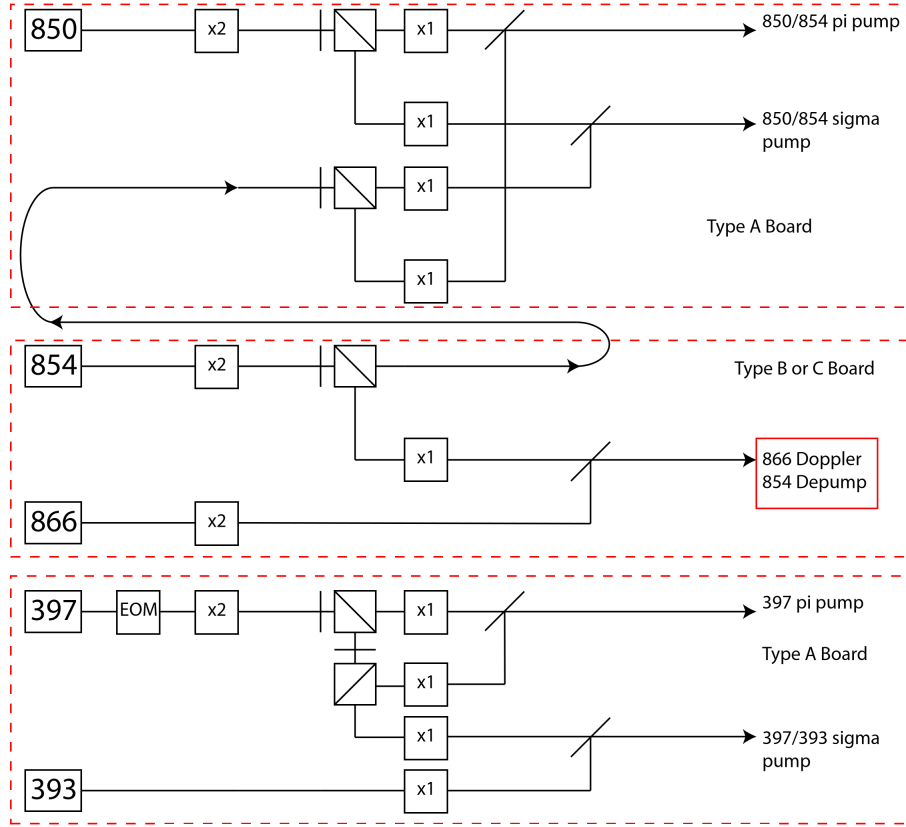 850
x2
x1
850/854 pi pump
x1
850/854 sigma
pump
x1
Type A Board
x1
854
x2
Type B or C Board
x1
866 Doppler
854 Depump
866
x2
397
EOM
x2
x1
397 pi pump
Type A Board
x1
x1
397/393 sigma
pump
393
x1